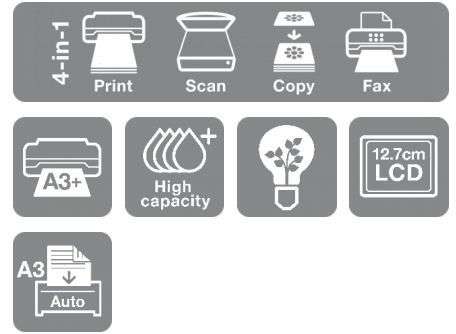 4-in-1
Print Scan Copy Fax
A3+
High
capacity
12.7cm
LCD
A3
Auto